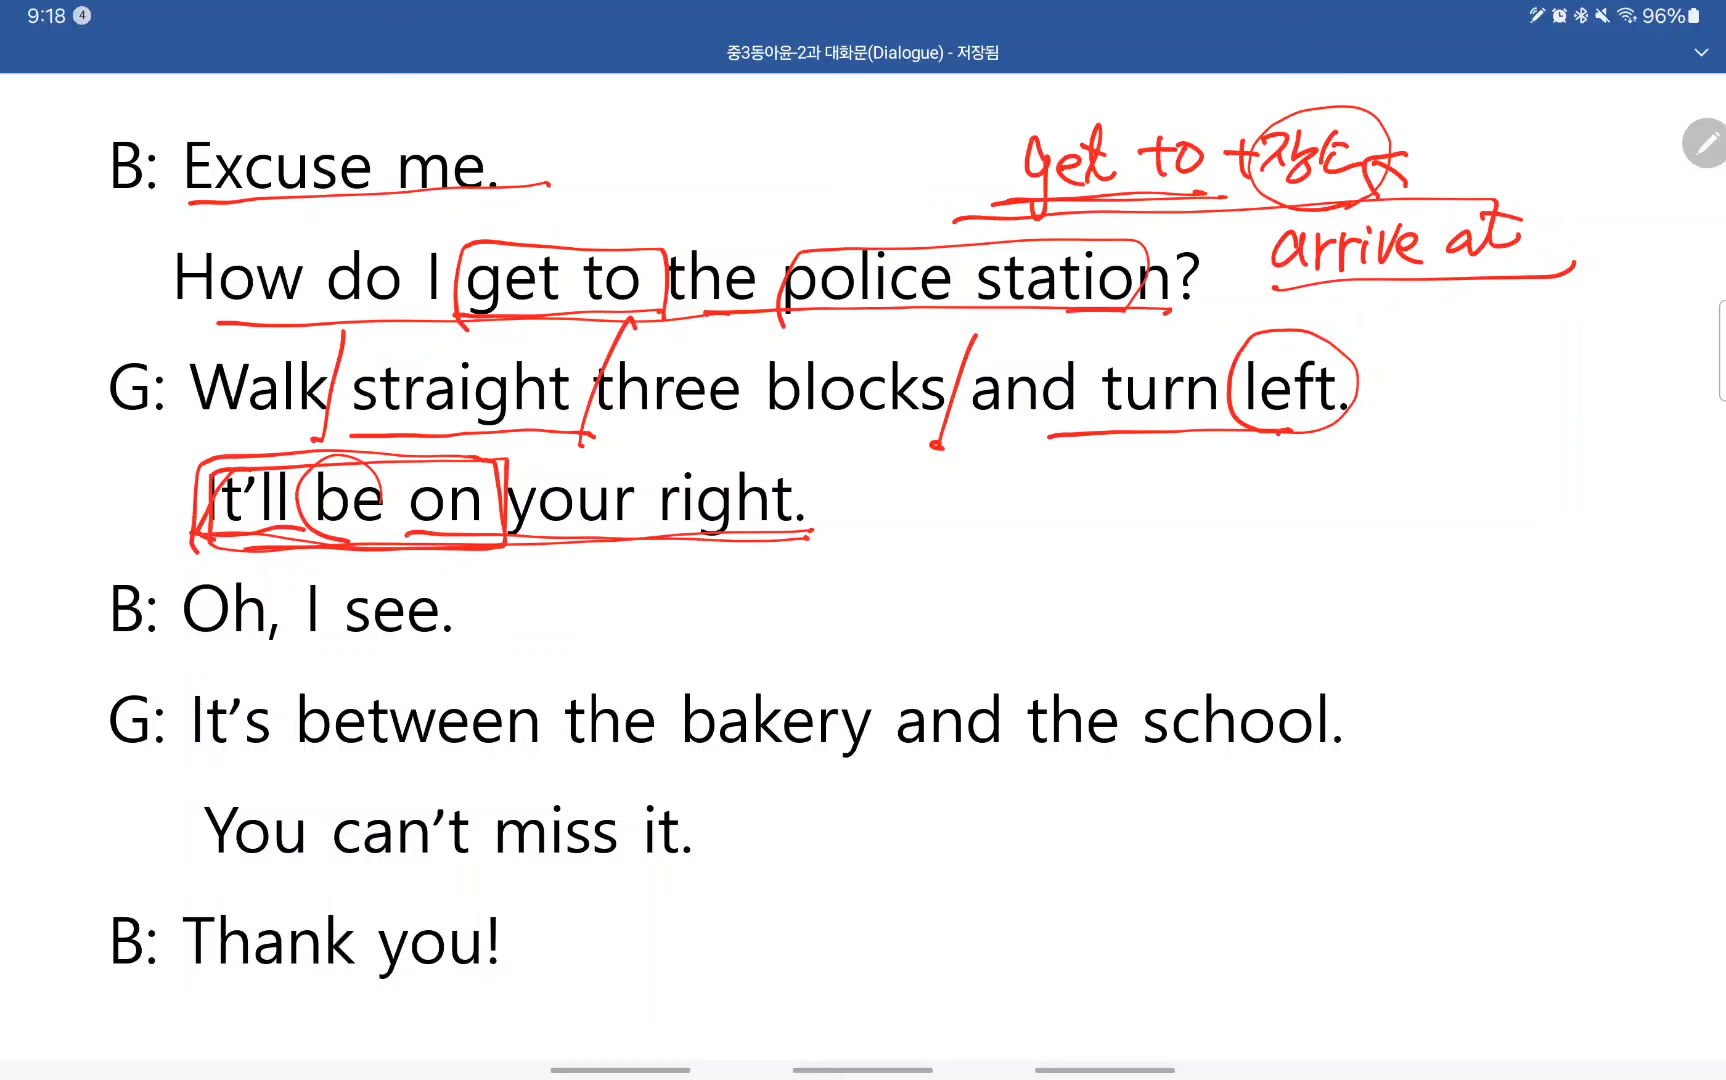 9:18 4 96%
중3동아윤-2과 대화문(Dialogue) - 저장됨
get to +장소
arrive at
B: Excuse me.
How do I get to the police station?
G: Walk straight three blocks and turn left.
It’ll be on your right.
B: Oh, I see.
G: It’s between the bakery and the school.
You can’t miss it.
B: Thank you!